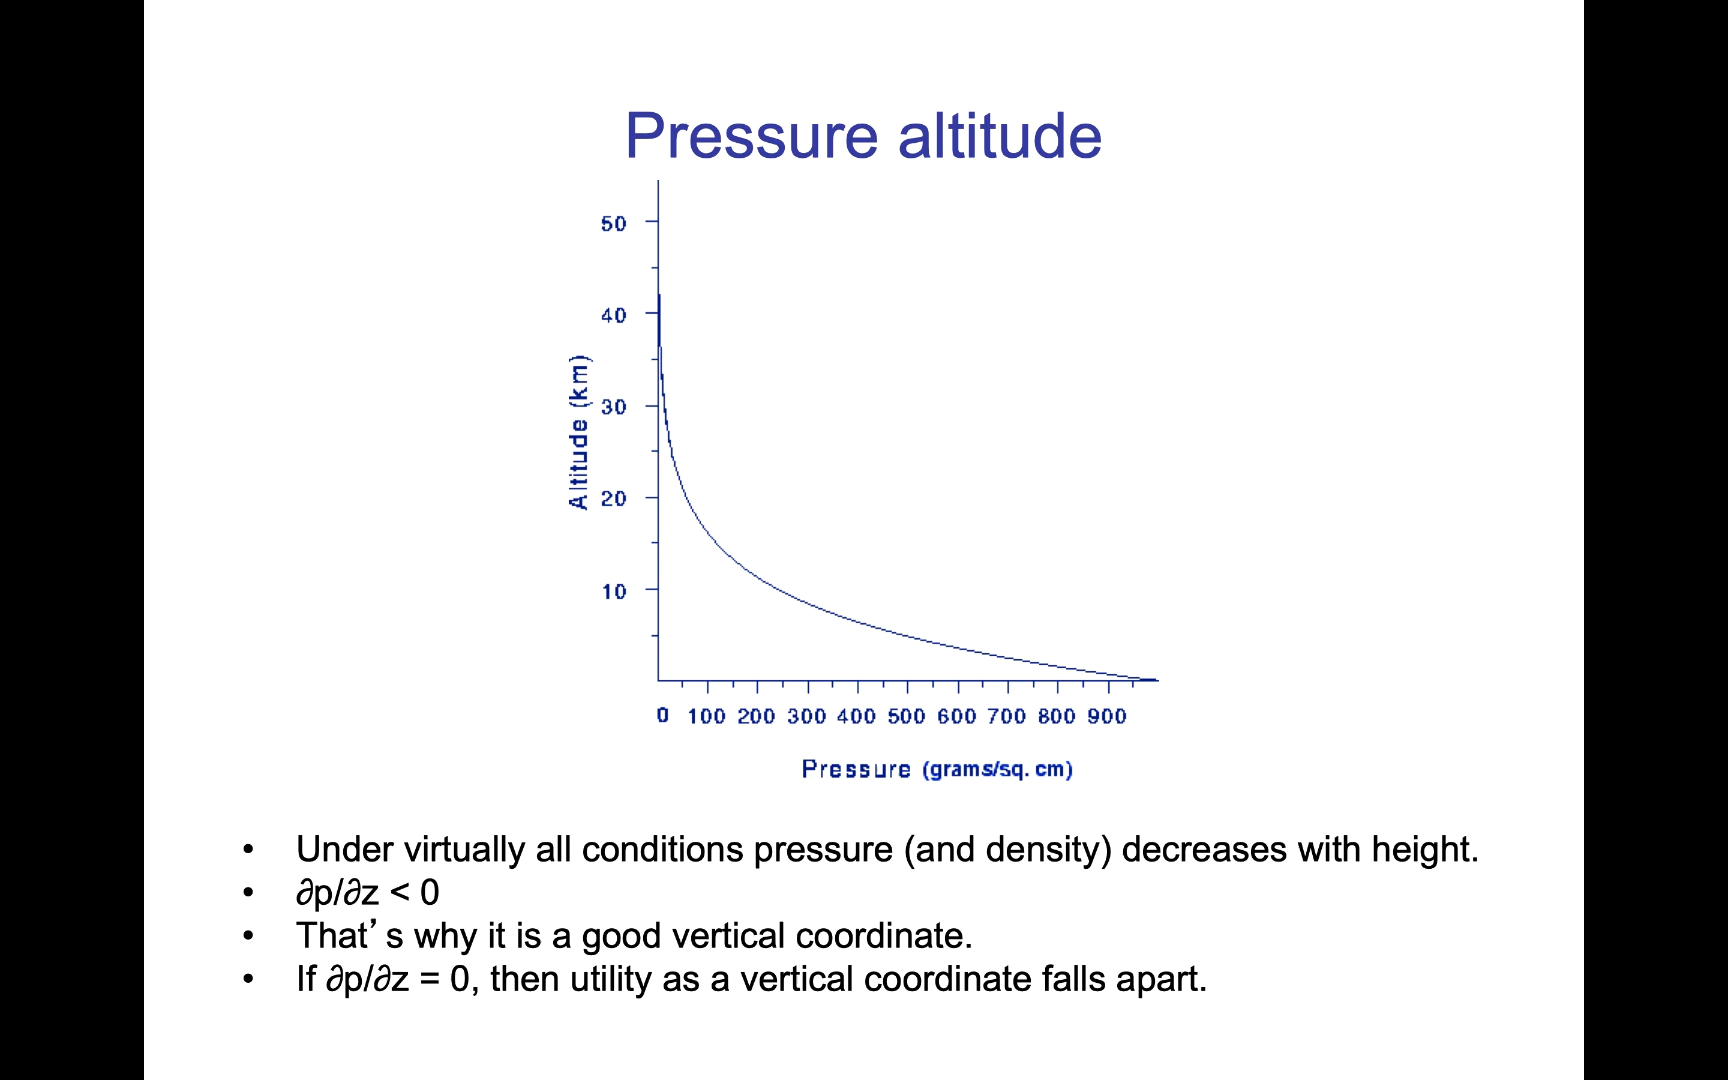 Pressure altitude
50
40
30
20
10
Altitude (km)
0 100 200 300 400 500 600 700 800 900
Pressure (grams/sq. cm)
• Under virtually all conditions pressure (and density) decreases with height.
• ∂p/∂z < 0
• That’s why it is a good vertical coordinate.
• If ∂p/∂z = 0, then utility as a vertical coordinate falls apart.